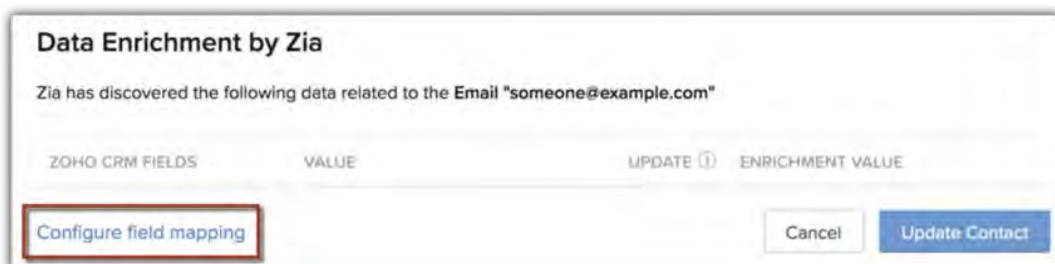 Data Enrichment by Zia
Zia has discovered the following data related to the Email "someone@example.com"
ZOHO CRM FIELDS VALUE UPDATE ⓘ ENRICHMENT VALUE
Configure field mapping Cancel Update Contact